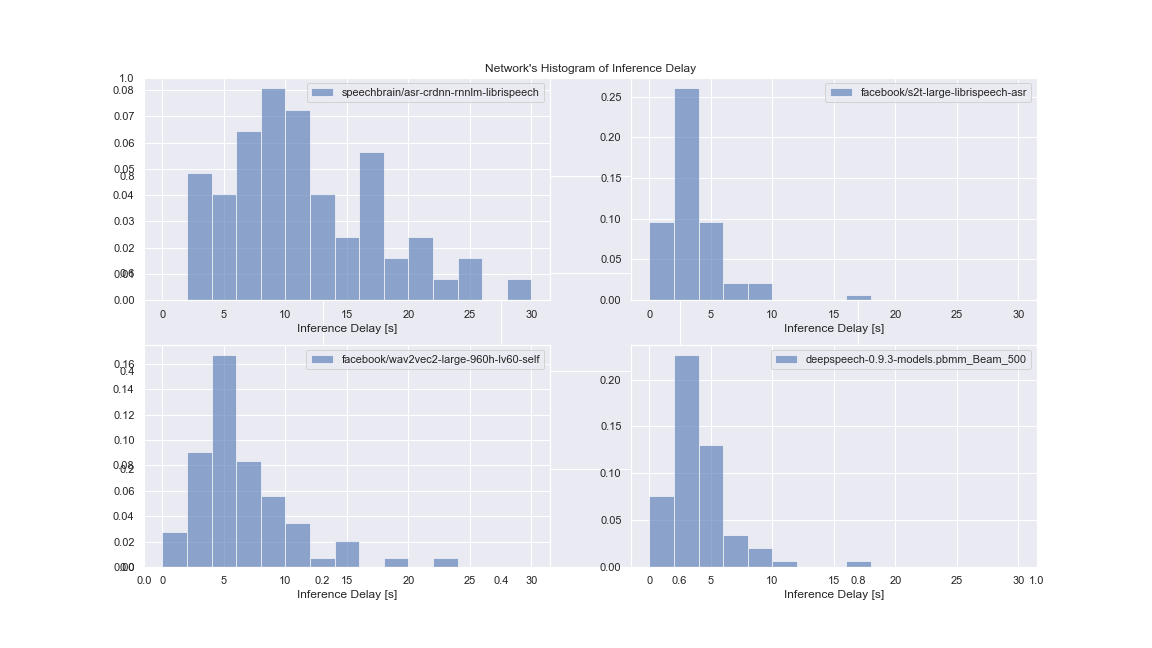 Network's Histogram of Inference Delay
1.0
0.08
0.07
0.06
0.05
0.8
0.04
0.03
0.02
0.01
0.6
0.00
speechbrain/asr-crdnn-rnnlm-librispeech
0 5 10 15 20 25 30
Inference Delay [s]
0.25
0.20
0.15
0.10
0.05
0.00
facebook/s2t-large-librispeech-asr
0 5 10 15 20 25 30
Inference Delay [s]
0.16
0.4
0.14
0.12
0.10
0.08
0.2
0.06
0.04
0.02
0.00
0.0
facebook/wav2vec2-large-960h-lv60-self
0.0 0 5 10 0.2 15 20 0.4 25 30
Inference Delay [s]
0.20
0.15
0.10
0.05
0.00
deepspeech-0.9.3-models.pbmm_Beam_500
0 0.6 5 10 15 0.8 20 25 30 1.0
Inference Delay [s]